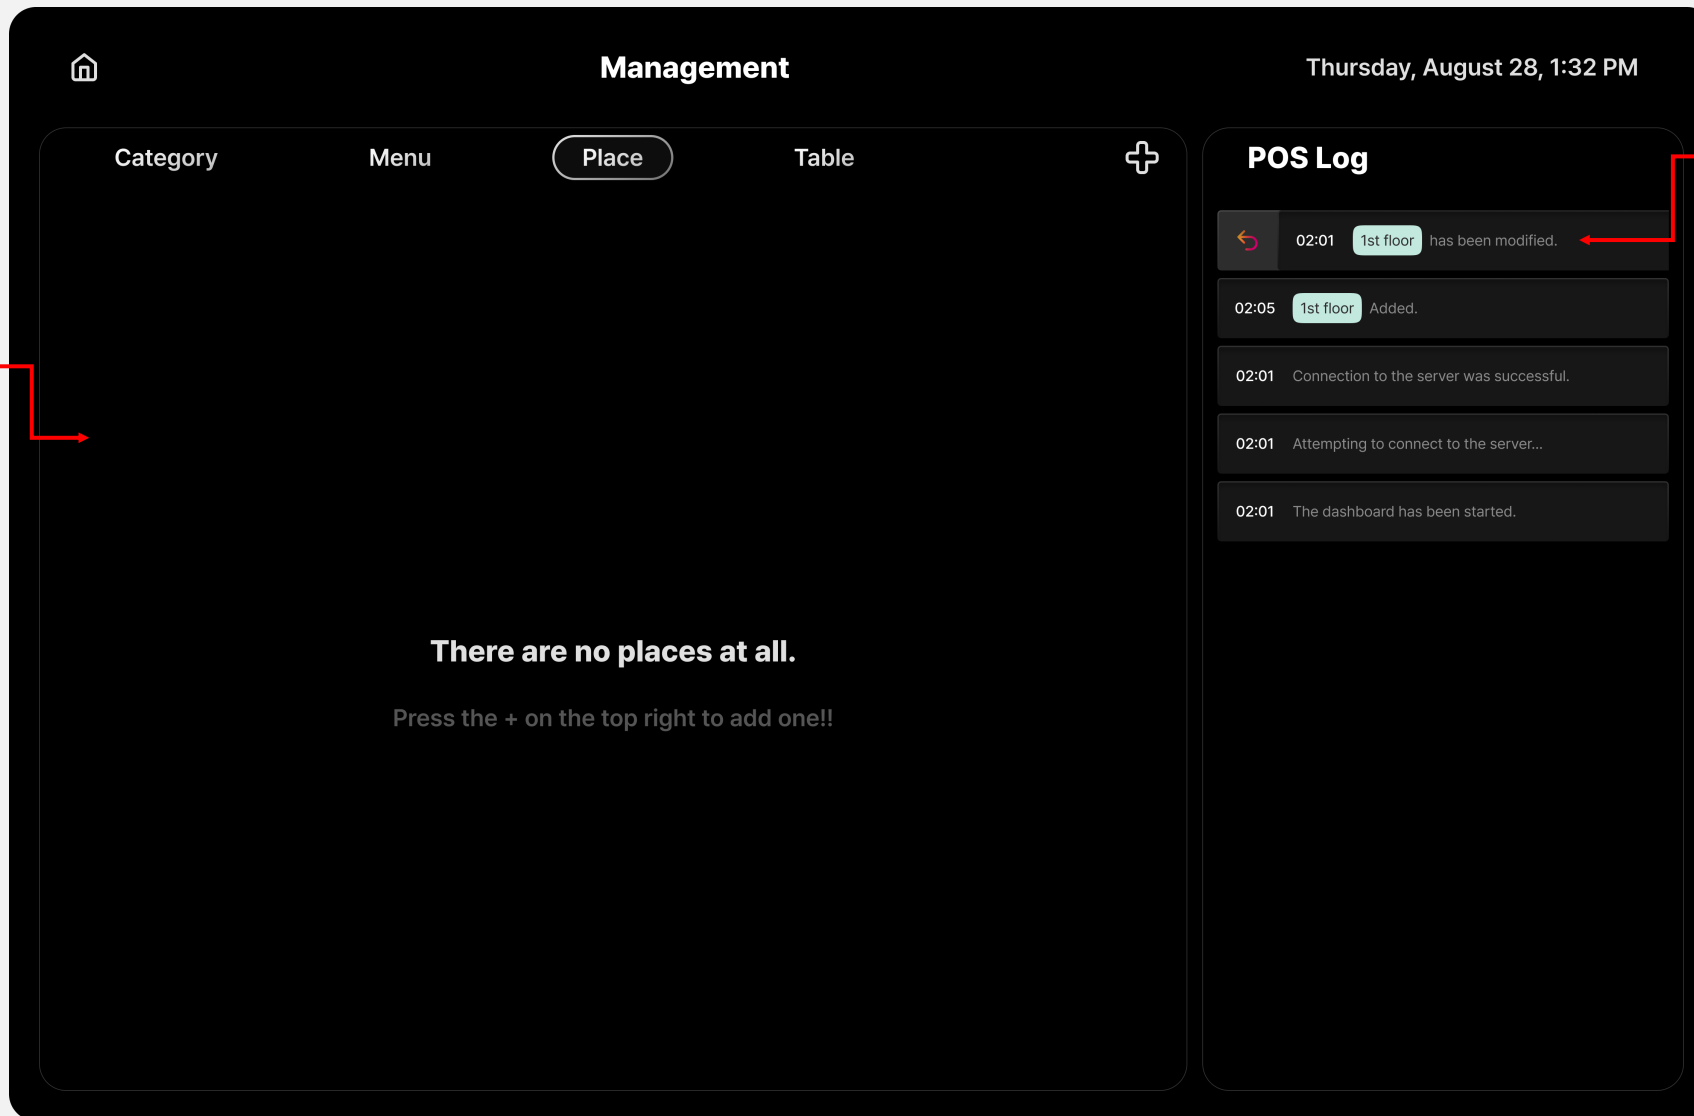 Management
Thursday, August 28, 1:32 PM
Category
Menu
Place
Table
There are no places at all.
Press the + on the top right to add one!!
POS Log
02:01 1st floor has been modified.
02:05 1st floor Added.
02:01 Connection to the server was successful.
02:01 Attempting to connect to the server...
02:01 The dashboard has been started.